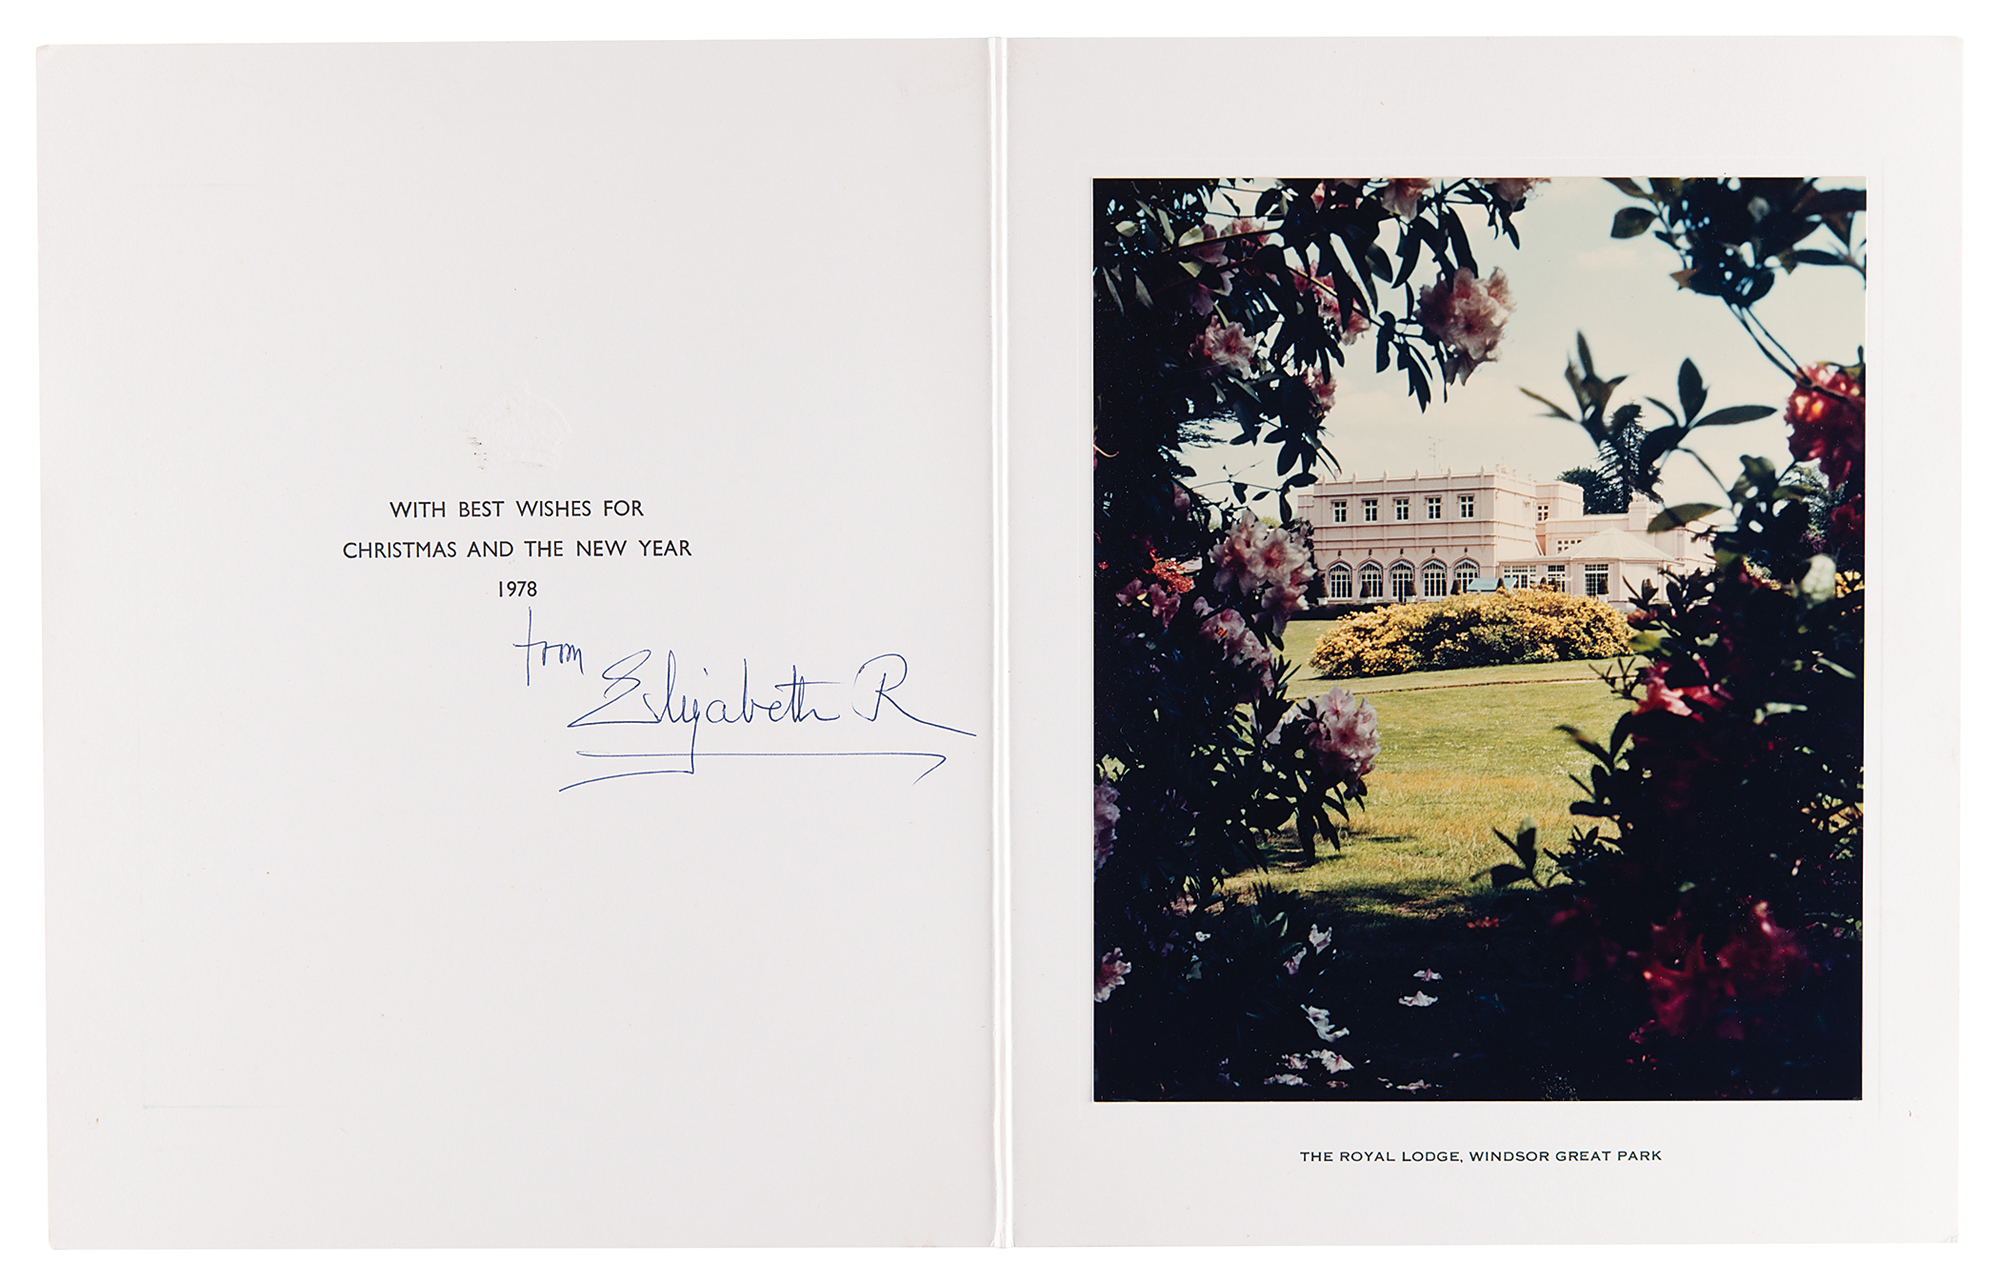 WITH BEST WISHES FOR
CHRISTMAS AND THE NEW YEAR
1978
from
Elizabeth R
THE ROYAL LODGE, WINDSOR GREAT PARK